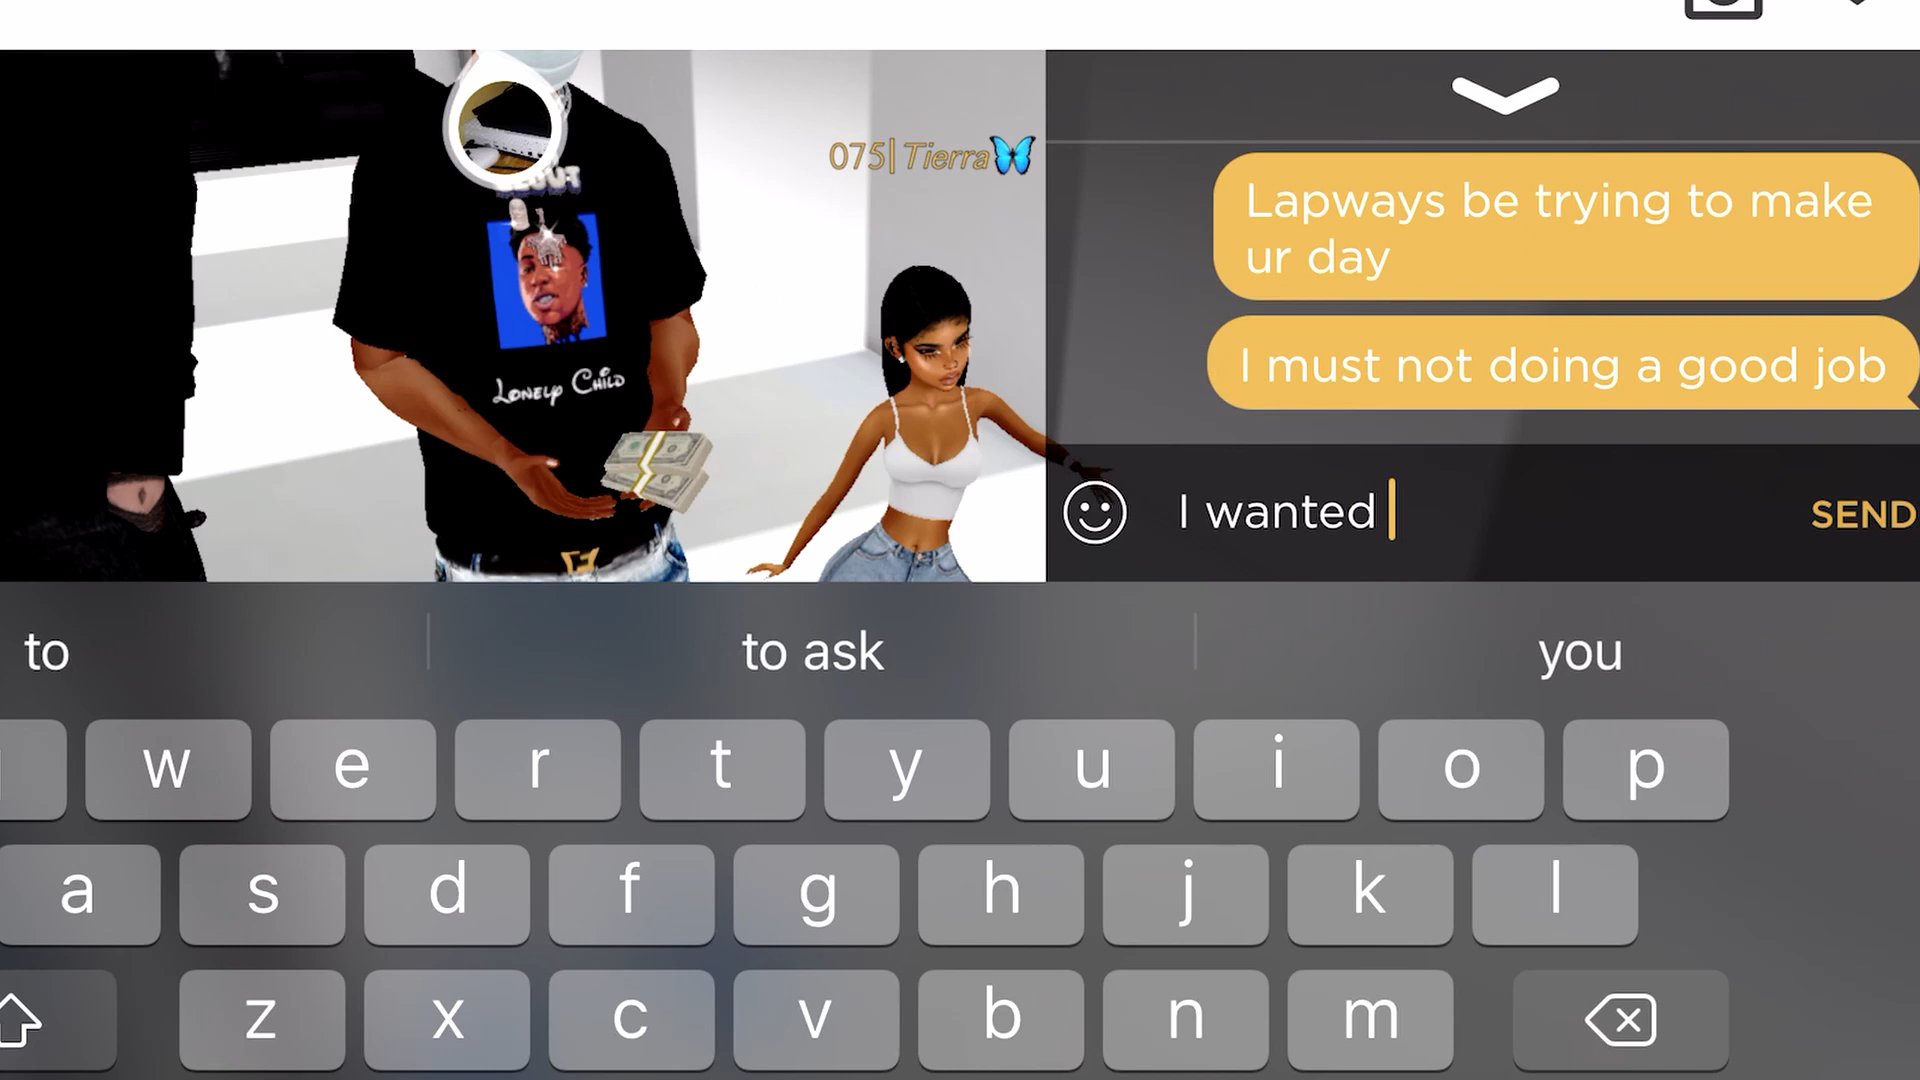 075|Tierra🦋
LONELY CHILD
Lapways be trying to make
ur day
I must not doing a good job
I wanted
SEND
to
to ask
you
w e r t y u i o p
a s d f g h j k l
z x c v b n m